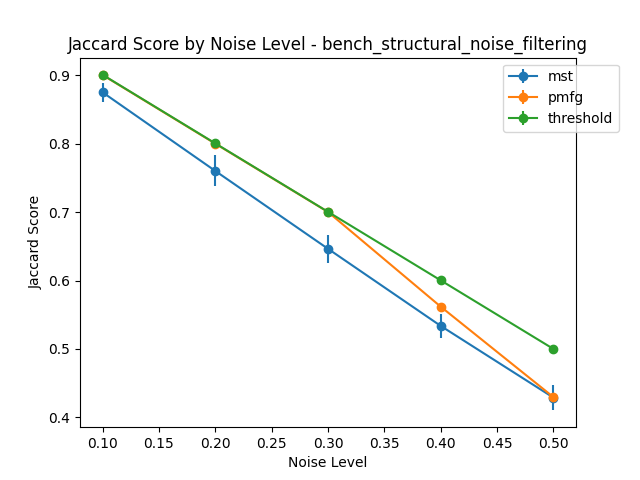 Jaccard Score by Noise Level - bench_structural_noise_filtering
mst
pmfg
threshold
Jaccard Score
0.9
0.8
0.7
0.6
0.5
0.4
0.10 0.15 0.20 0.25 0.30 0.35 0.40 0.45 0.50
Noise Level